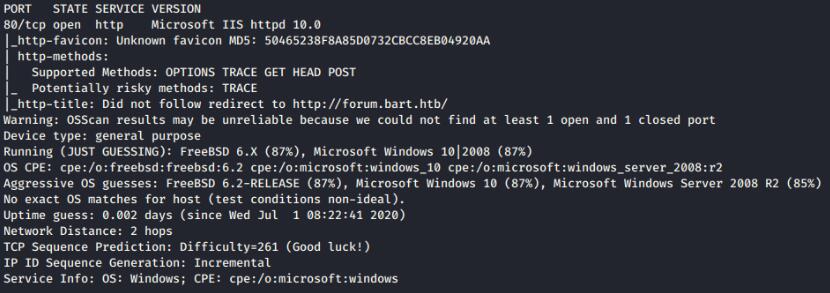 PORT   STATE SERVICE VERSION
80/tcp open  http    Microsoft IIS httpd 10.0
|_http-favicon: Unknown favicon MD5: 50465238F8A85D0732CBCC8EB04920AA
| http-methods:
|   Supported Methods: OPTIONS TRACE GET HEAD POST
|_  Potentially risky methods: TRACE
|_http-title: Did not follow redirect to http://forum.bart.htb/
Warning: OSScan results may be unreliable because we could not find at least 1 open and 1 closed port
Device type: general purpose
Running (JUST GUESSING): FreeBSD 6.X (87%), Microsoft Windows 10|2008 (87%)
OS CPE: cpe:/o:freebsd:freebsd:6.2 cpe:/o:microsoft:windows_10 cpe:/o:microsoft:windows_server_2008:r2
Aggressive OS guesses: FreeBSD 6.2-RELEASE (87%), Microsoft Windows 10 (87%), Microsoft Windows Server 2008 R2 (85%)
No exact OS matches for host (test conditions non-ideal).
Uptime guess: 0.002 days (since Wed Jul  1 08:22:41 2020)
Network Distance: 2 hops
TCP Sequence Prediction: Difficulty=261 (Good luck!)
IP ID Sequence Generation: Incremental
Service Info: OS: Windows; CPE: cpe:/o:microsoft:windows